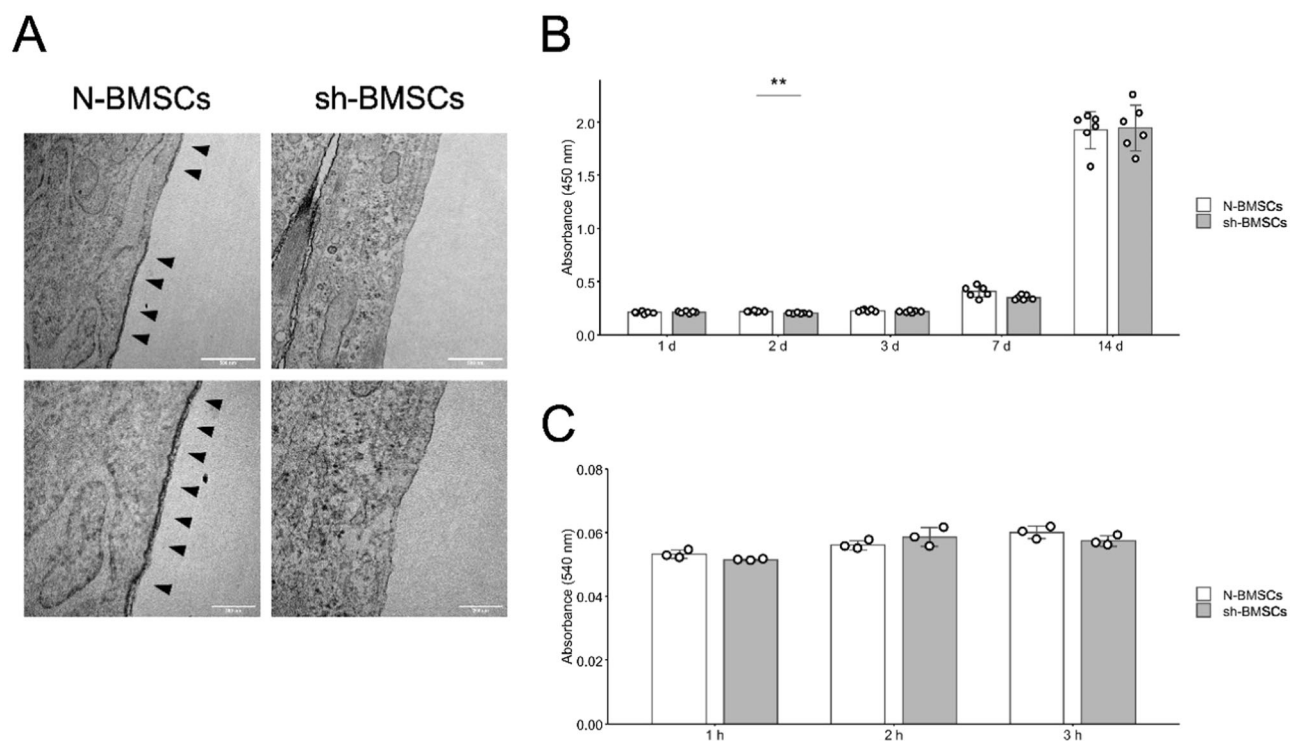 A
N-BMSCs sh-BMSCs
B
**
Absorbance (450 nm)
2.0
1.5
1.0
0.5
0.0
1 d 2 d 3 d 7 d 14 d
N-BMSCs
sh-BMSCs
C
Absorbance (540 nm)
0.08
0.06
0.04
0.02
0.00
1 h 2 h 3 h
N-BMSCs
sh-BMSCs